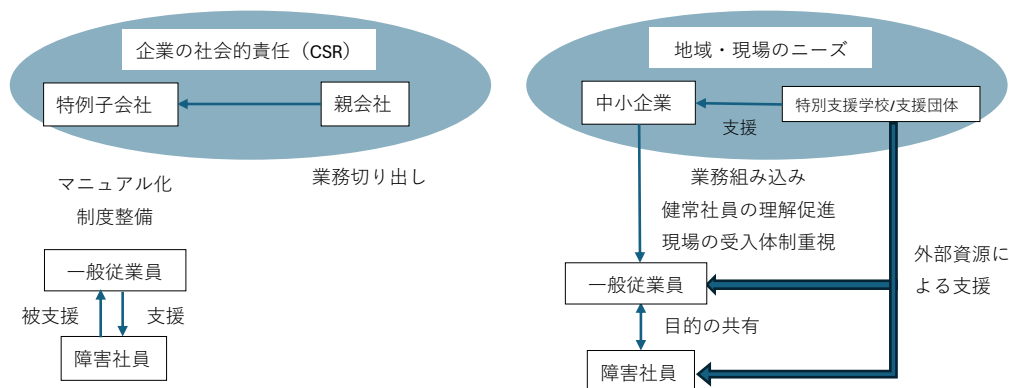 企業の社会的責任（CSR）
特例子会社
親会社
業務切り出し
マニュアル化
制度整備
一般従業員
被支援
支援
障害社員
地域・現場のニーズ
中小企業
特別支援学校/支援団体
支援
業務組み込み
健常社員の理解促進
現場の受入体制重視
外部資源に
よる支援
一般従業員
目的の共有
障害社員